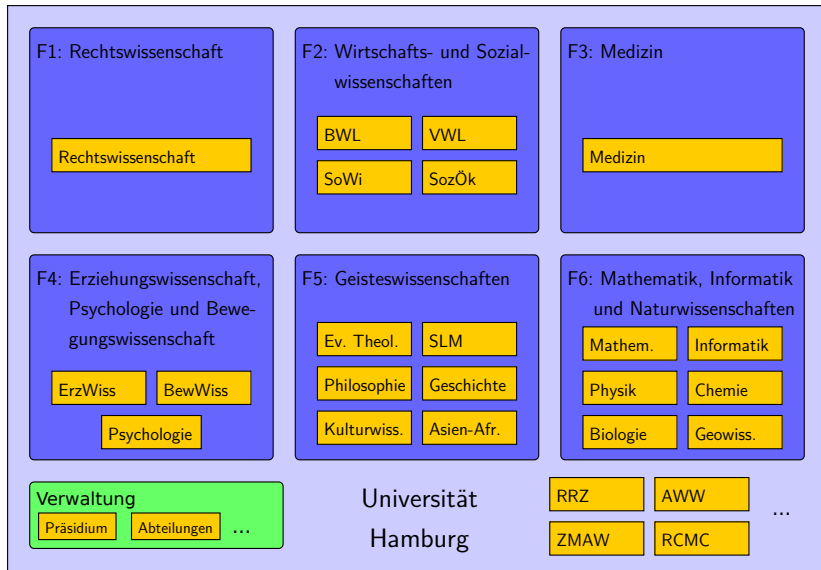 F1: Rechtswissenschaft
Rechtswissenschaft
F2: Wirtschafts- und Sozial-
wissenschaften
BWL VWL
SoWi SozÖk
F3: Medizin
Medizin
F4: Erziehungswissenschaft,
Psychologie und Bewe-
gungswissenschaft
ErzWiss BewWiss
Psychologie
F5: Geisteswissenschaften
Ev. Theol. SLM
Philosophie Geschichte
Kulturwiss. Asien-Afr.
F6: Mathematik, Informatik
und Naturwissenschaften
Mathem. Informatik
Physik Chemie
Biologie Geowiss.
Verwaltung
Präsidium Abteilungen ...
Universität
Hamburg
RRZ AWW
...
ZMAW RCMC